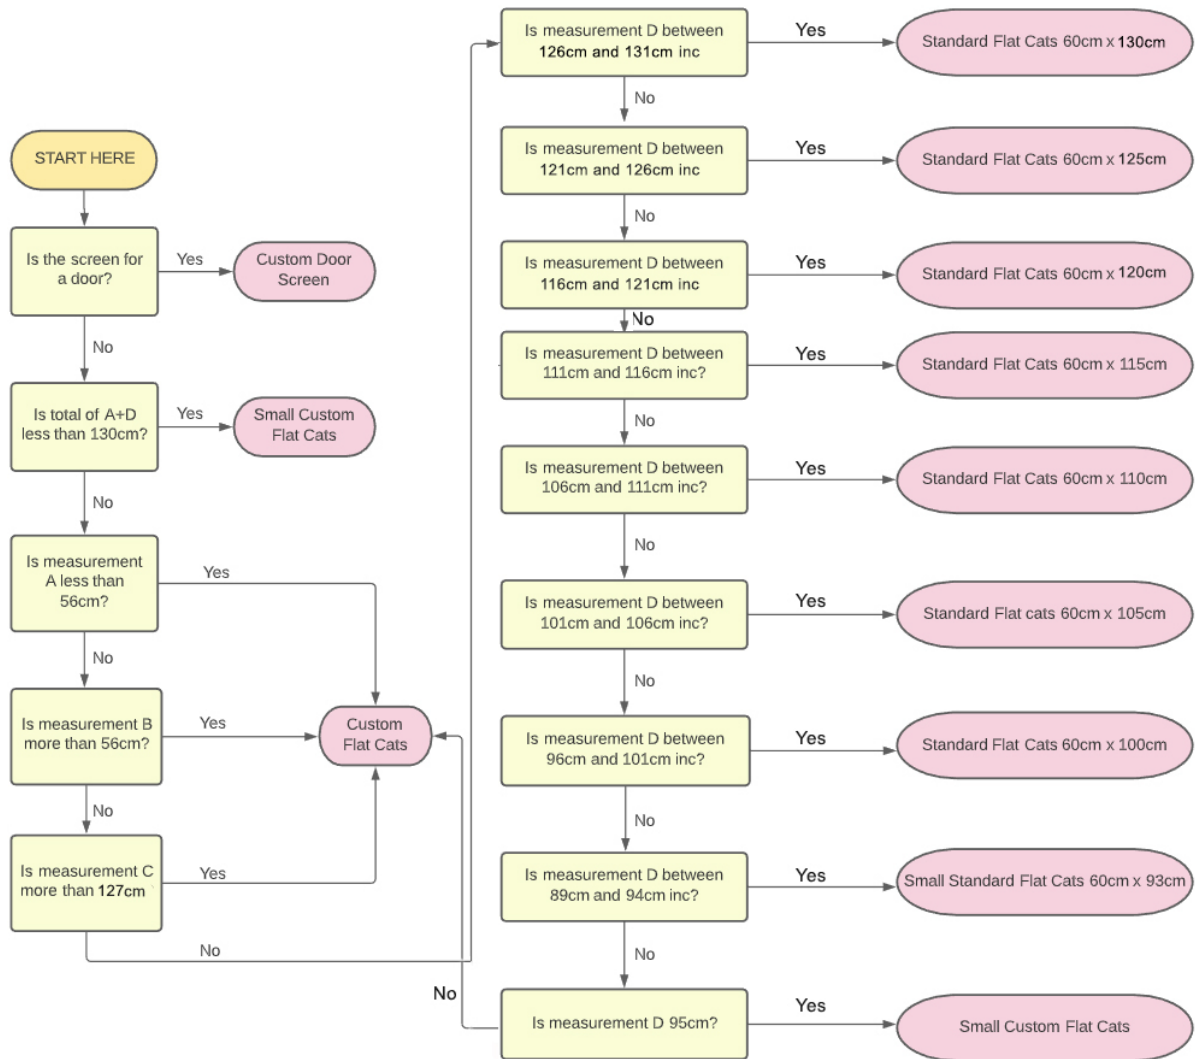 START HERE
Is the screen for
a door?
Yes
Custom Door
Screen
No
Is total of A+D
less than 130cm?
Yes
Small Custom
Flat Cats
No
Is measurement
A less than
56cm?
Yes
No
Is measurement B
more than 56cm?
Yes
Custom
Flat Cats
No
Is measurement C
more than 127cm
Yes
No
Is measurement D between
126cm and 131cm inc
Yes
Standard Flat Cats 60cm x 130cm
No
Is measurement D between
121cm and 126cm inc
Yes
Standard Flat Cats 60cm x 125cm
No
Is measurement D between
116cm and 121cm inc
Yes
Standard Flat Cats 60cm x 120cm
No
Is measurement D between
111cm and 116cm inc?
Yes
Standard Flat Cats 60cm x 115cm
No
Is measurement D between
106cm and 111cm inc?
Yes
Standard Flat Cats 60cm x 110cm
No
Is measurement D between
101cm and 106cm inc?
Yes
Standard Flat cats 60cm x 105cm
No
Is measurement D between
96cm and 101cm inc?
Yes
Standard Flat Cats 60cm x 100cm
No
Is measurement D between
89cm and 94cm inc?
Yes
Small Standard Flat Cats 60cm x 93cm
No
Is measurement D 95cm?
Yes
Small Custom Flat Cats
No